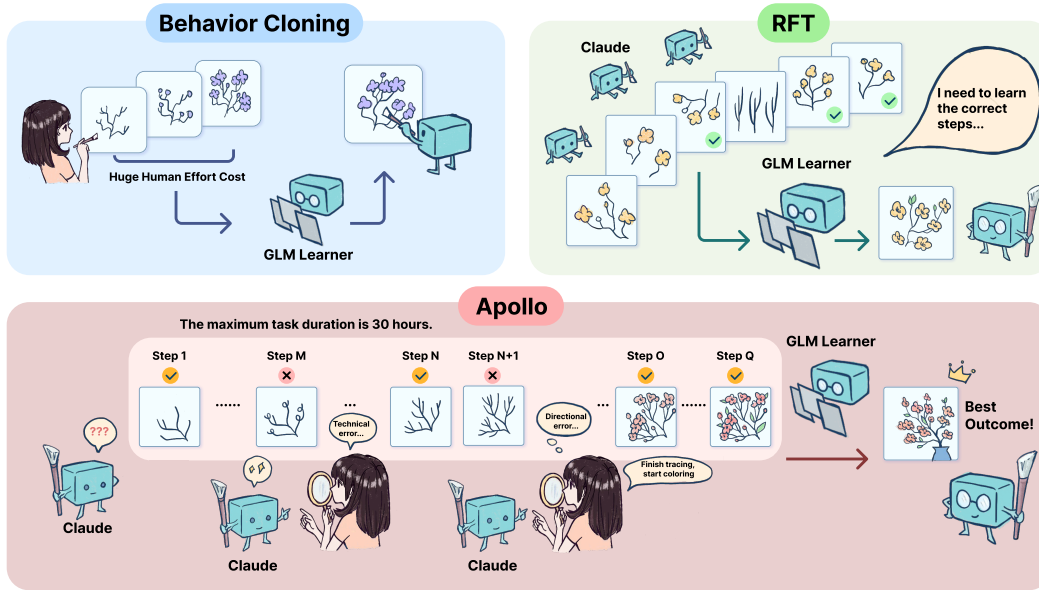 Behavior Cloning
Huge Human Effort Cost
GLM Learner
RFT
Claude
I need to learn
the correct
steps...
GLM Learner
Apollo
The maximum task duration is 30 hours.
Step 1
Step M
Step N
Step N+1
Step O
Step Q
......
...
...
......
Technical
error...
Directional
error...
Finish tracing,
start coloring
???
Claude
Claude
Claude
GLM Learner
Best
Outcome!